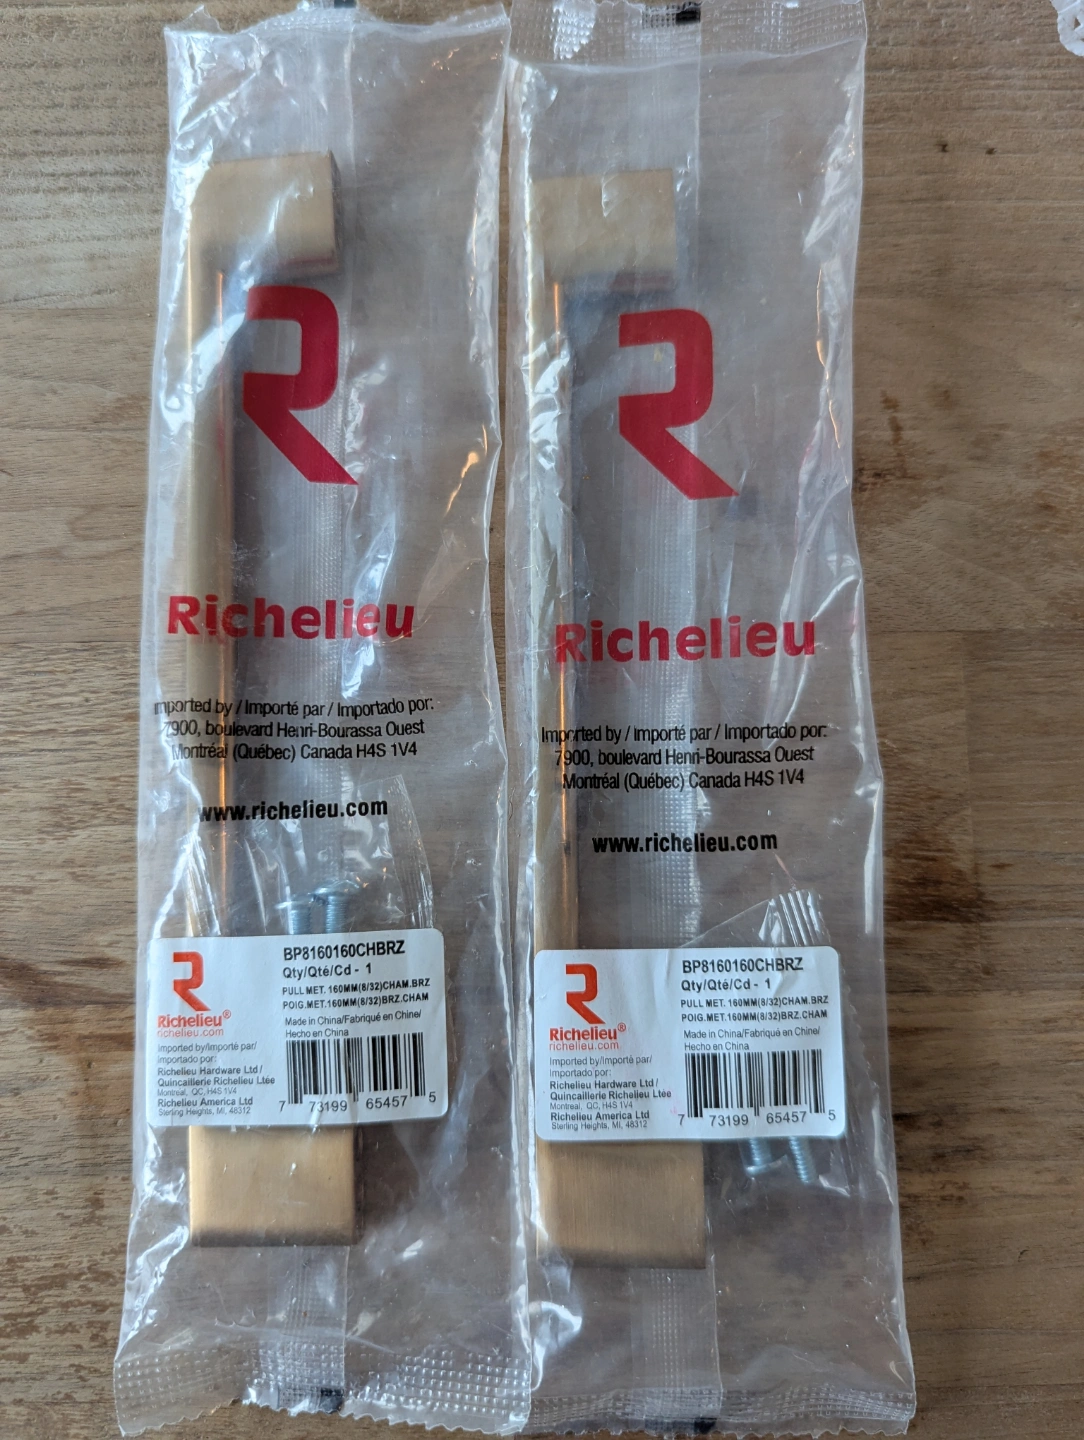 R
Richelieu
Imported by / Importé par / Importado por:
7900, boulevard Henri-Bourassa Ouest
Montréal (Québec) Canada H4S 1V4
www.richelieu.com
R
Richelieu®
richelieu.com
Imported by/Importé par/
Importado por:
Richelieu Hardware Ltd /
Quincaillerie Richelieu Ltée
Montreal, QC, H4S 1V4
Richelieu America Ltd
Sterling Heights, MI, 48312
BP8160160CHBRZ
Qty/Qté/Cd - 1
PULL MET. 160MM(8/32)CHAM.BRZ
POIG.MET.160MM(8/32)BRZ.CHAM
Made in China/Fabriqué en Chine/
Hecho en China
7 73199 65457 5
R
Richelieu
Imported by / Importé par / Importado por:
7900, boulevard Henri-Bourassa Ouest
Montréal (Québec) Canada H4S 1V4
www.richelieu.com
R
Richelieu®
richelieu.com
Imported by/Importé par/
Importado por:
Richelieu Hardware Ltd /
Quincaillerie Richelieu Ltée
Montreal, QC, H4S 1V4
Richelieu America Ltd
Sterling Heights, MI, 48312
BP8160160CHBRZ
Qty/Qté/Cd - 1
PULL MET. 160MM(8/32)CHAM.BRZ
POIG.MET.160MM(8/32)BRZ.CHAM
Made in China/Fabriqué en Chine/
Hecho en China
7 73199 65457 5